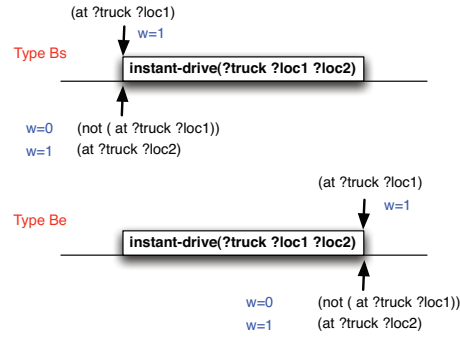 (at ?truck ?loc1)
w=1
Type Bs
instant-drive(?truck ?loc1 ?loc2)
w=0 (not ( at ?truck ?loc1))
w=1 (at ?truck ?loc2)
(at ?truck ?loc1)
w=1
Type Be
instant-drive(?truck ?loc1 ?loc2)
w=0 (not ( at ?truck ?loc1))
w=1 (at ?truck ?loc2)